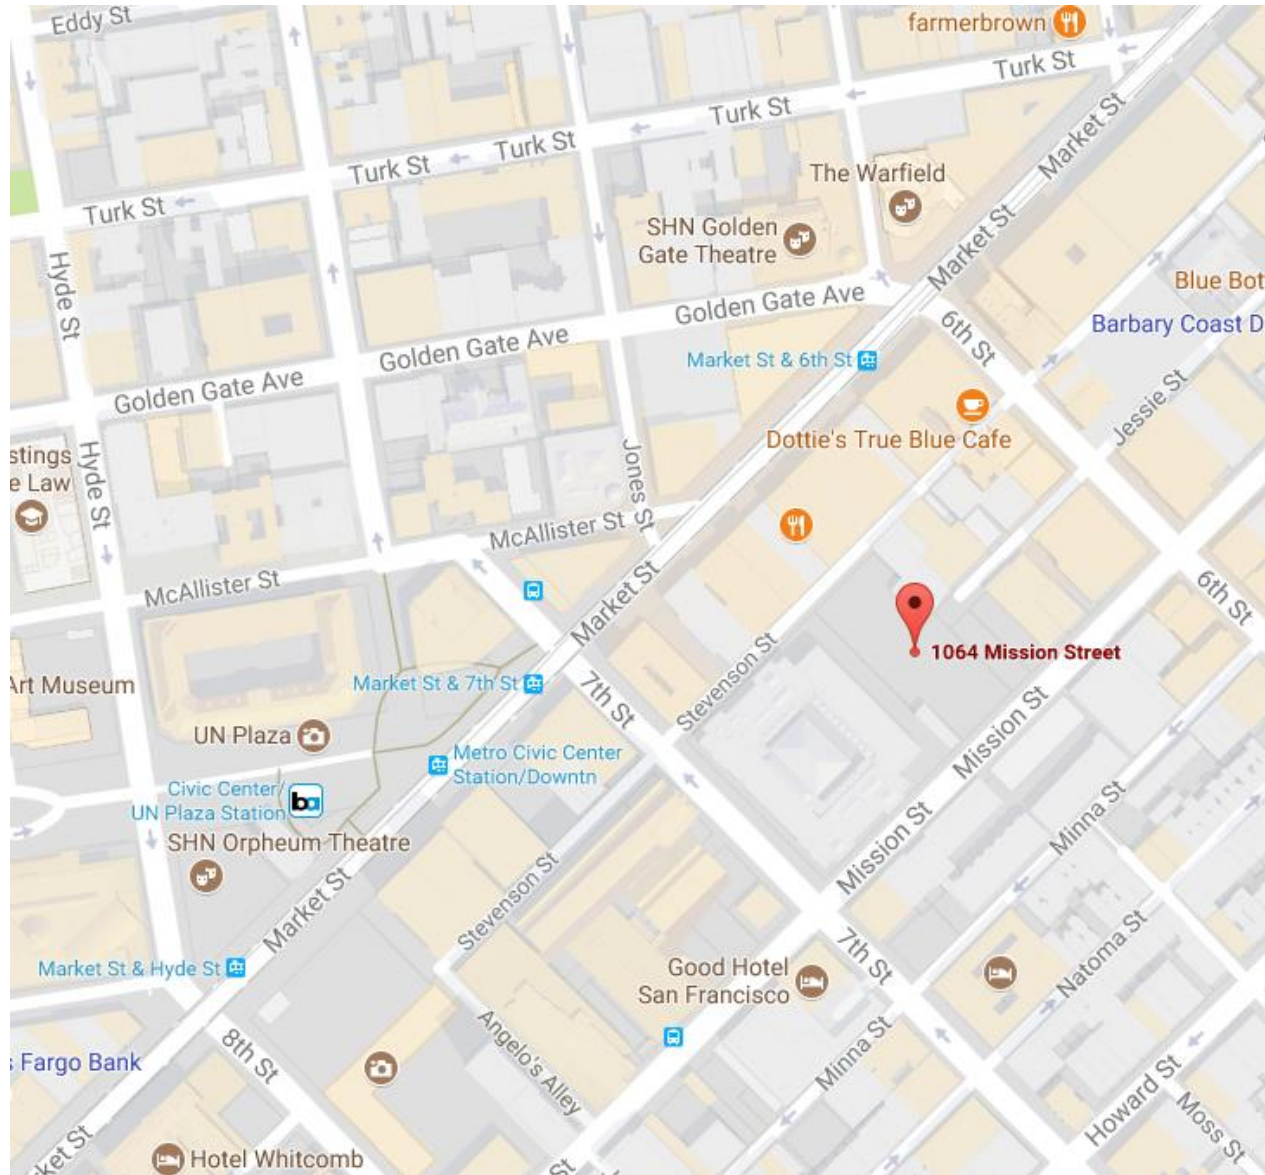 Eddy St
farmerbrown
Turk St
Turk St
Market St
Turk St
Turk St
The Warfield
Turk St
SHN Golden
Gate Theatre
Market St
Hyde St
Blue Bot
Golden Gate Ave
Barbary Coast D
6th St
Golden Gate Ave
Market St & 6th St
Golden Gate Ave
Jessie St
Dottie's True Blue Cafe
stings
e Law
Hyde St
Jones St
McAllister St
McAllister St
Market St
6th St
1064 Mission Street
Art Museum
Market St & 7th St
7th St
Stevenson St
UN Plaza
Mission St
Metro Civic Center
Station/Downtn
Civic Center/
UN Plaza Station
ba
SHN Orpheum Theatre
Minna St
Mission St
Market St
Stevenson St
Market St & Hyde St
Good Hotel
San Francisco
7th St
Natoma St
8th St
Angelo's Alley
Minna St
s Fargo Bank
Howard St
Moss St
ket St
Hotel Whitcomb
St